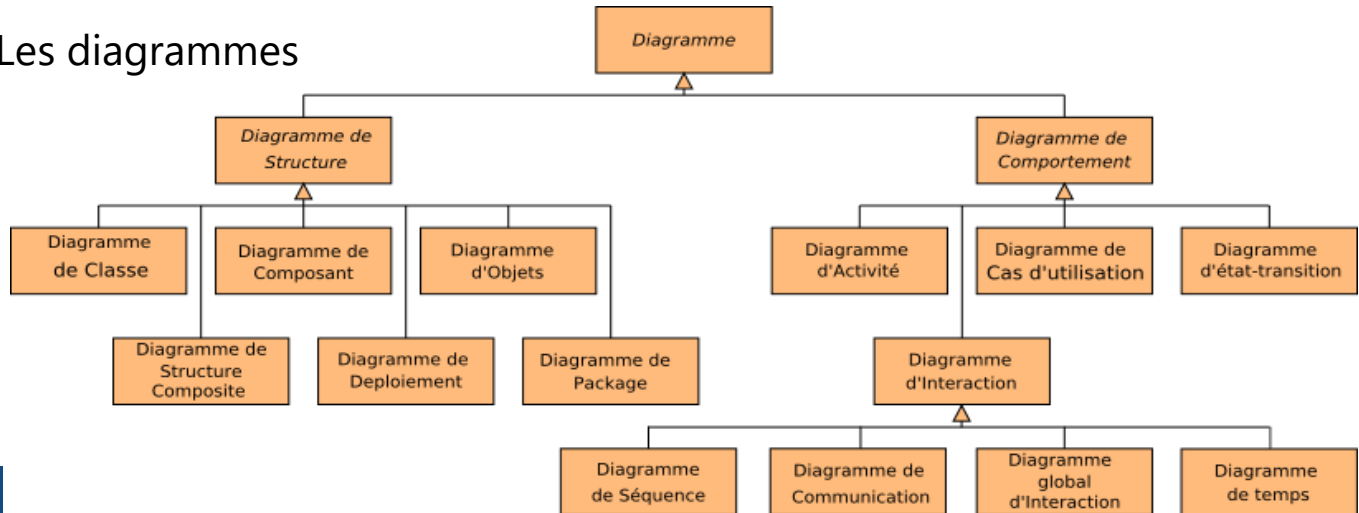 Les diagrammes
Diagramme
Diagramme de
Structure
Diagramme de
Comportement
Diagramme
de Classe
Diagramme de
Composant
Diagramme
d'Objets
Diagramme
d'Activité
Diagramme de
Cas d'utilisation
Diagramme
d'état-transition
Diagramme de
Structure
Composite
Diagramme de
Deploiement
Diagramme de
Package
Diagramme
d'Interaction
Diagramme
de Séquence
Diagramme de
Communication
Diagramme
global
d'Interaction
Diagramme
de temps